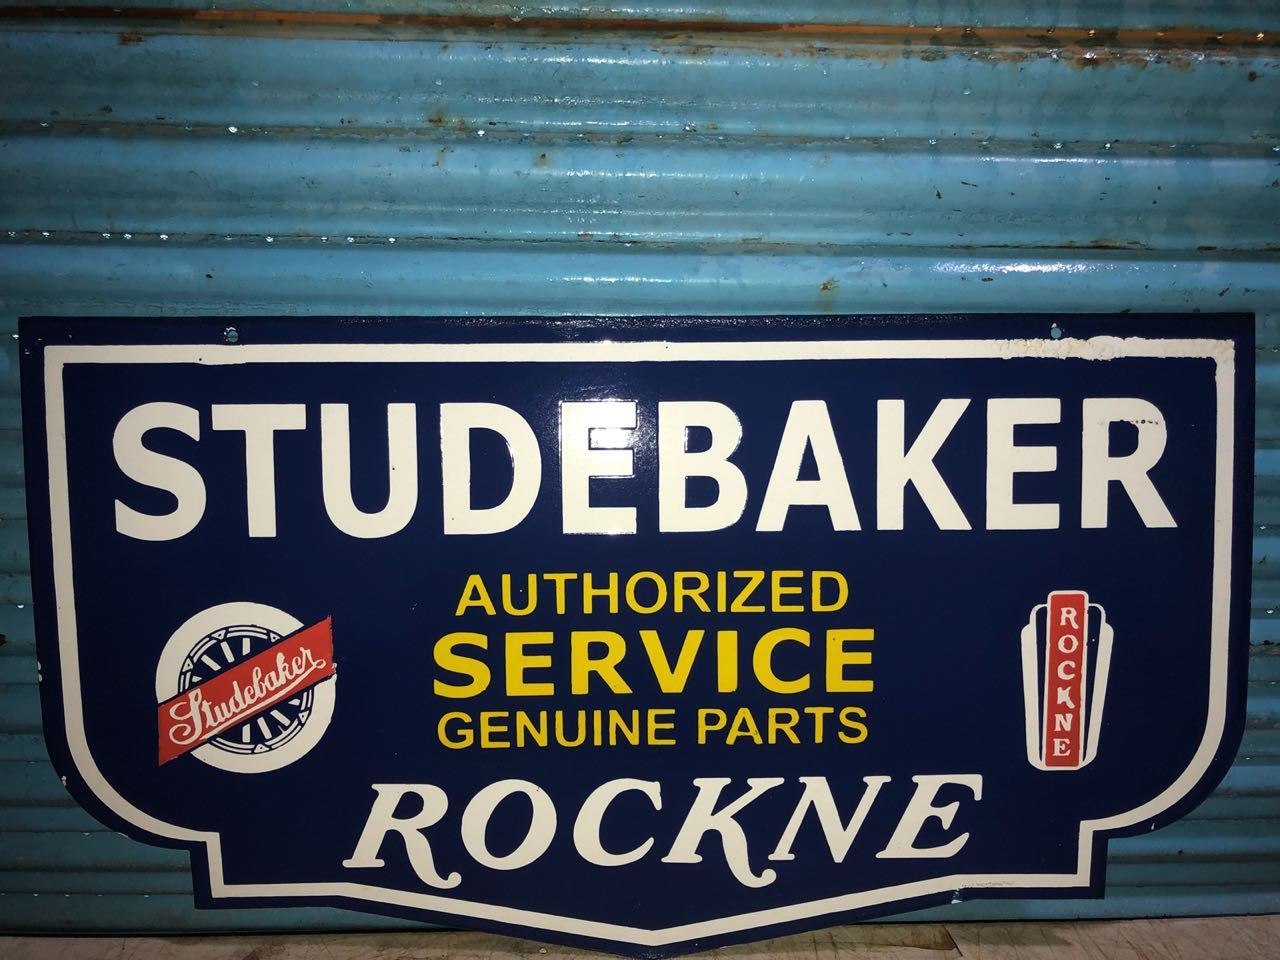 STUDEBAKER
AUTHORIZED
SERVICE
GENUINE PARTS
Studebaker
ROCKNE
ROCKNE